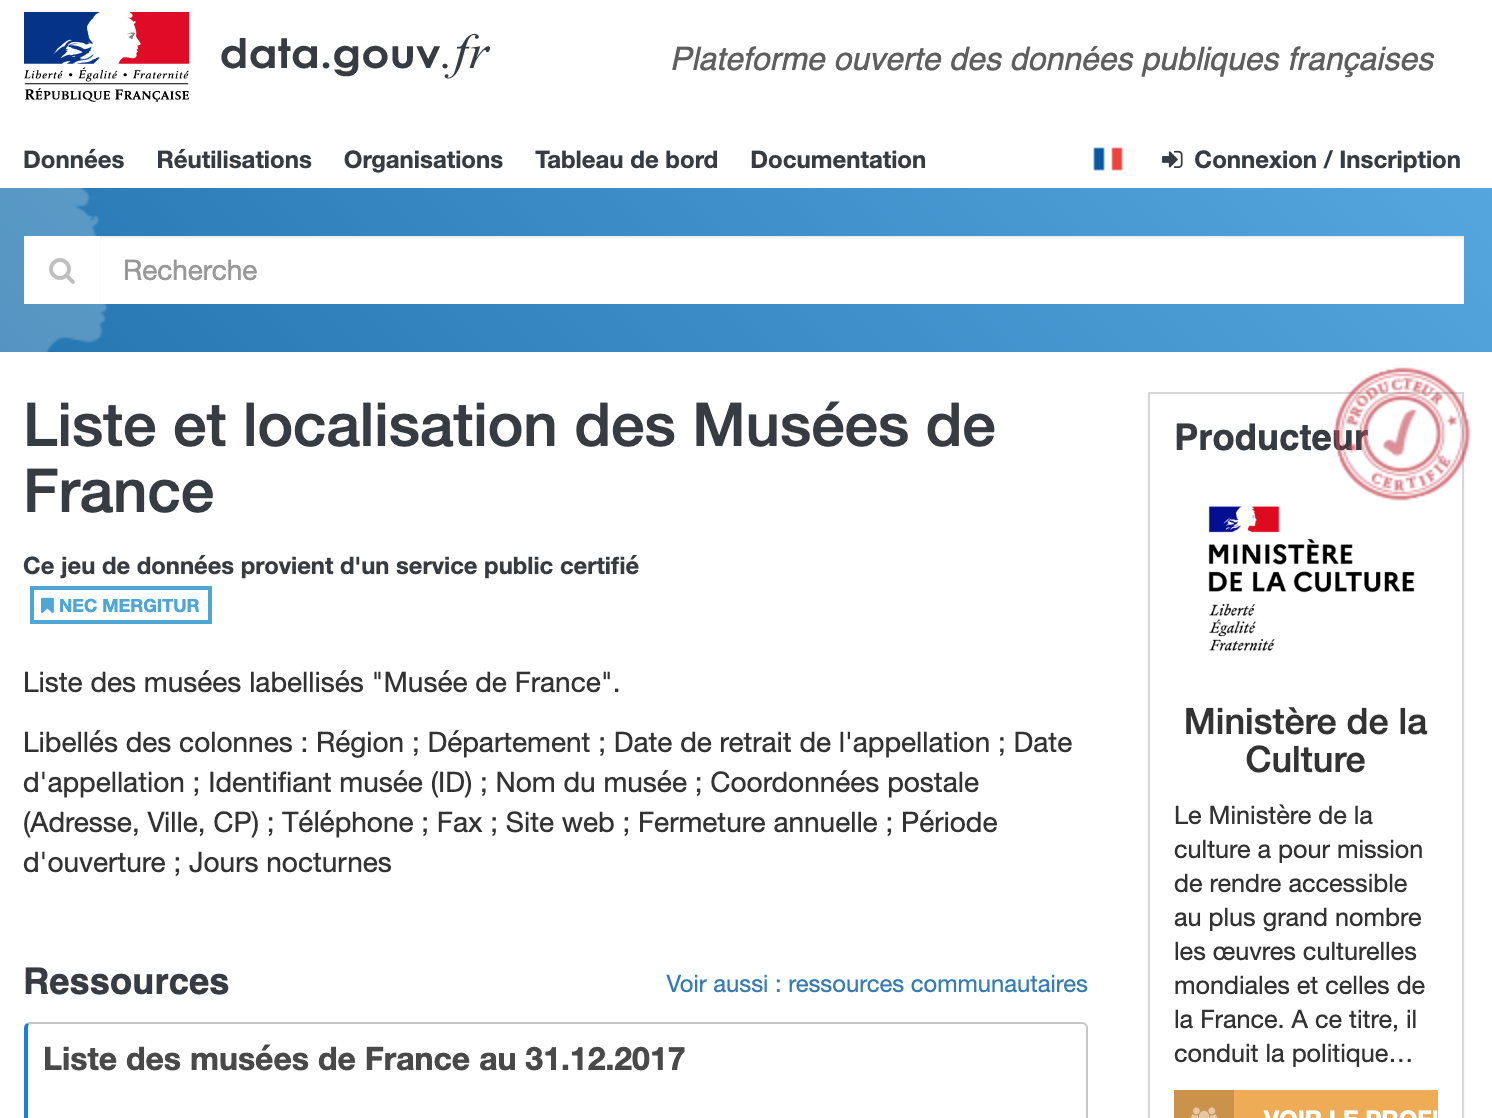 Liberté • Égalité • Fraternité
RÉPUBLIQUE FRANÇAISE
data.gouv.fr
Plateforme ouverte des données publiques françaises
Données Réutilisations Organisations Tableau de bord Documentation
Connexion / Inscription
Recherche
Liste et localisation des Musées de
France
Ce jeu de données provient d'un service public certifié
NEC MERGITUR
Liste des musées labellisés "Musée de France".
Libellés des colonnes : Région ; Département ; Date de retrait de l'appellation ; Date
d'appellation ; Identifiant musée (ID) ; Nom du musée ; Coordonnées postale
(Adresse, Ville, CP) ; Téléphone ; Fax ; Site web ; Fermeture annuelle ; Période
d'ouverture ; Jours nocturnes
Ressources
Voir aussi : ressources communautaires
Liste des musées de France au 31.12.2017
Producteur
PRODUCTEUR
CERTIFIÉ
MINISTÈRE
DE LA CULTURE
Liberté
Égalité
Fraternité
Ministère de la
Culture
Le Ministère de la
culture a pour mission
de rendre accessible
au plus grand nombre
les œuvres culturelles
mondiales et celles de
la France. A ce titre, il
conduit la politique…
VOIR LE PROFI